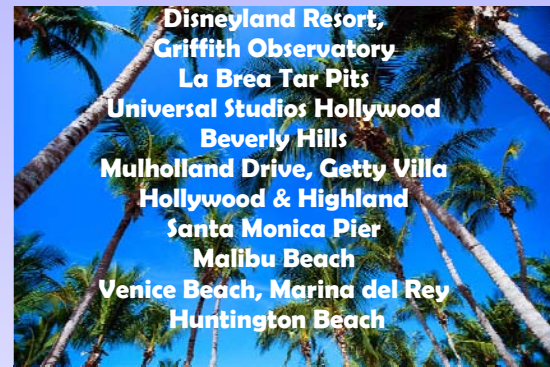 Disneyland Resort,
Griffith Observatory
La Brea Tar Pits
Universal Studios Hollywood
Beverly Hills
Mulholland Drive, Getty Villa
Hollywood & Highland
Santa Monica Pier
Malibu Beach
Venice Beach, Marina del Rey
Huntington Beach